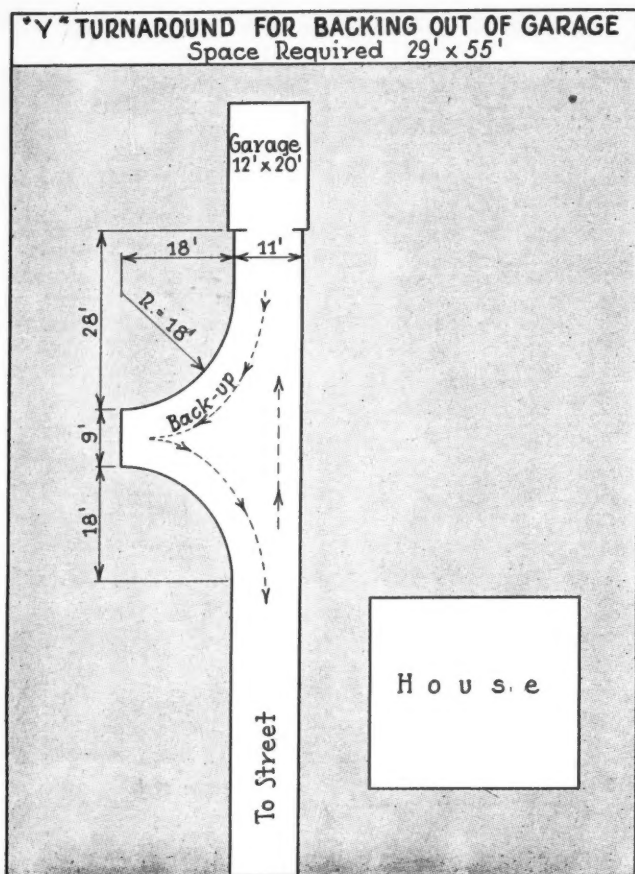 "Y" TURNAROUND FOR BACKING OUT OF GARAGE
Space Required 29' x 55'
Garage
12' x 20'
18'
11'
28'
R. = 18'
Back-up
9'
18'
House
To Street